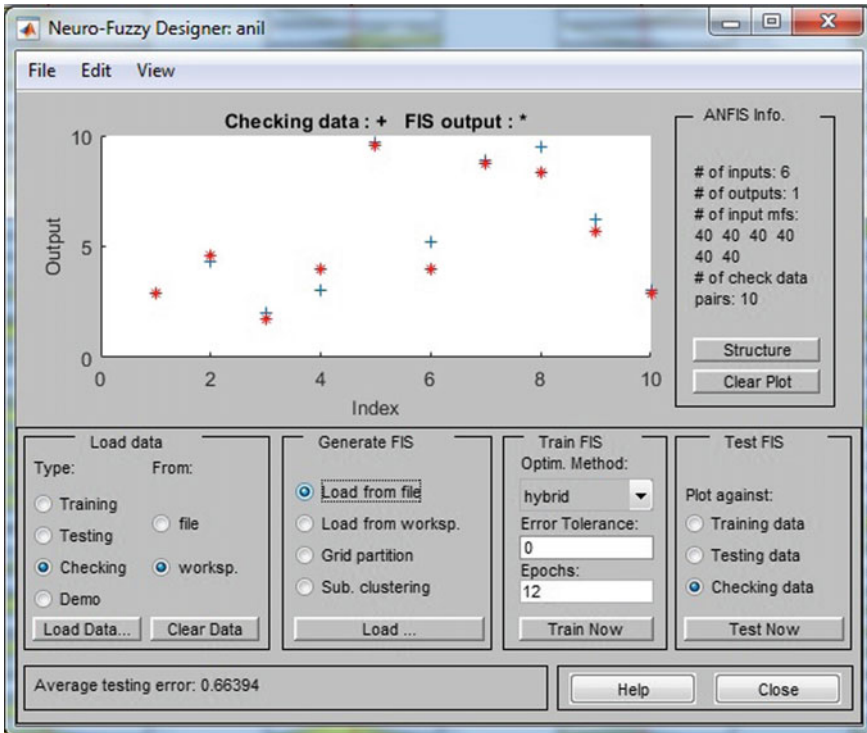 Neuro-Fuzzy Designer: anil
File Edit View
Checking data : + FIS output : *
10
5
0
Output
0 2 4 6 8 10
Index
ANFIS Info.
# of inputs: 6
# of outputs: 1
# of input mfs:
40 40 40 40
40 40
# of check data
pairs: 10
Structure
Clear Plot
Load data
Type: From:
Training
Testing
Checking
Demo
file
worksp.
Load Data... Clear Data
Generate FIS
Load from file
Load from worksp.
Grid partition
Sub. clustering
Load ...
Train FIS
Optim. Method:
hybrid
Error Tolerance:
0
Epochs:
12
Train Now
Test FIS
Plot against:
Training data
Testing data
Checking data
Test Now
Average testing error: 0.66394
Help Close